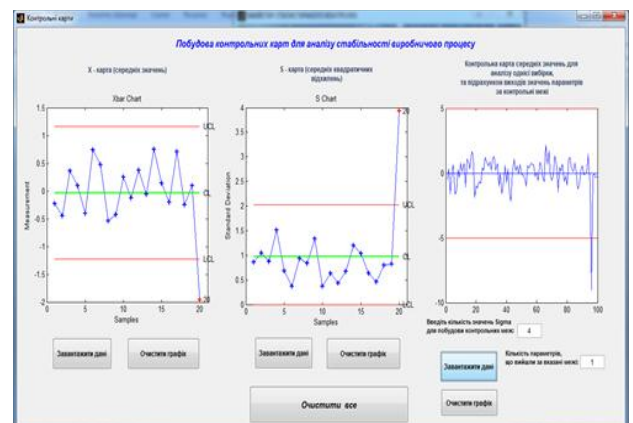 Контрольні карти
Побудова контрольних карт для аналізу стабільності виробничого процесу
X - карта (середніх значень)
S - карта (середніх квадратичних
відхилень)
Контрольна карта середніх значень для
аналізу однієї вибірки,
та підрахунком виходів значень параметрів
за контрольні межі
Xbar Chart
S Chart
1.5
1
0.5
0
-0.5
-1
-1.5
-2
Measurement
UCL
CL
LCL
20
0 5 10 15 20
Samples
4
3.5
3
2.5
2
1.5
1
0.5
0
Standard Deviation
20
UCL
CL
LCL
0 5 10 15 20
Samples
5
0
-5
-10
0 20 40 60 80 100
Введіть кількість значень Sigma
для побудови контрольних меж: 4
Завантажити дані
Очистити графік
Завантажити дані
Очистити графік
Завантажити дані
Кількість параметрів,
що вийшли за вказані межі: 1
Очистити все
Очистити графік